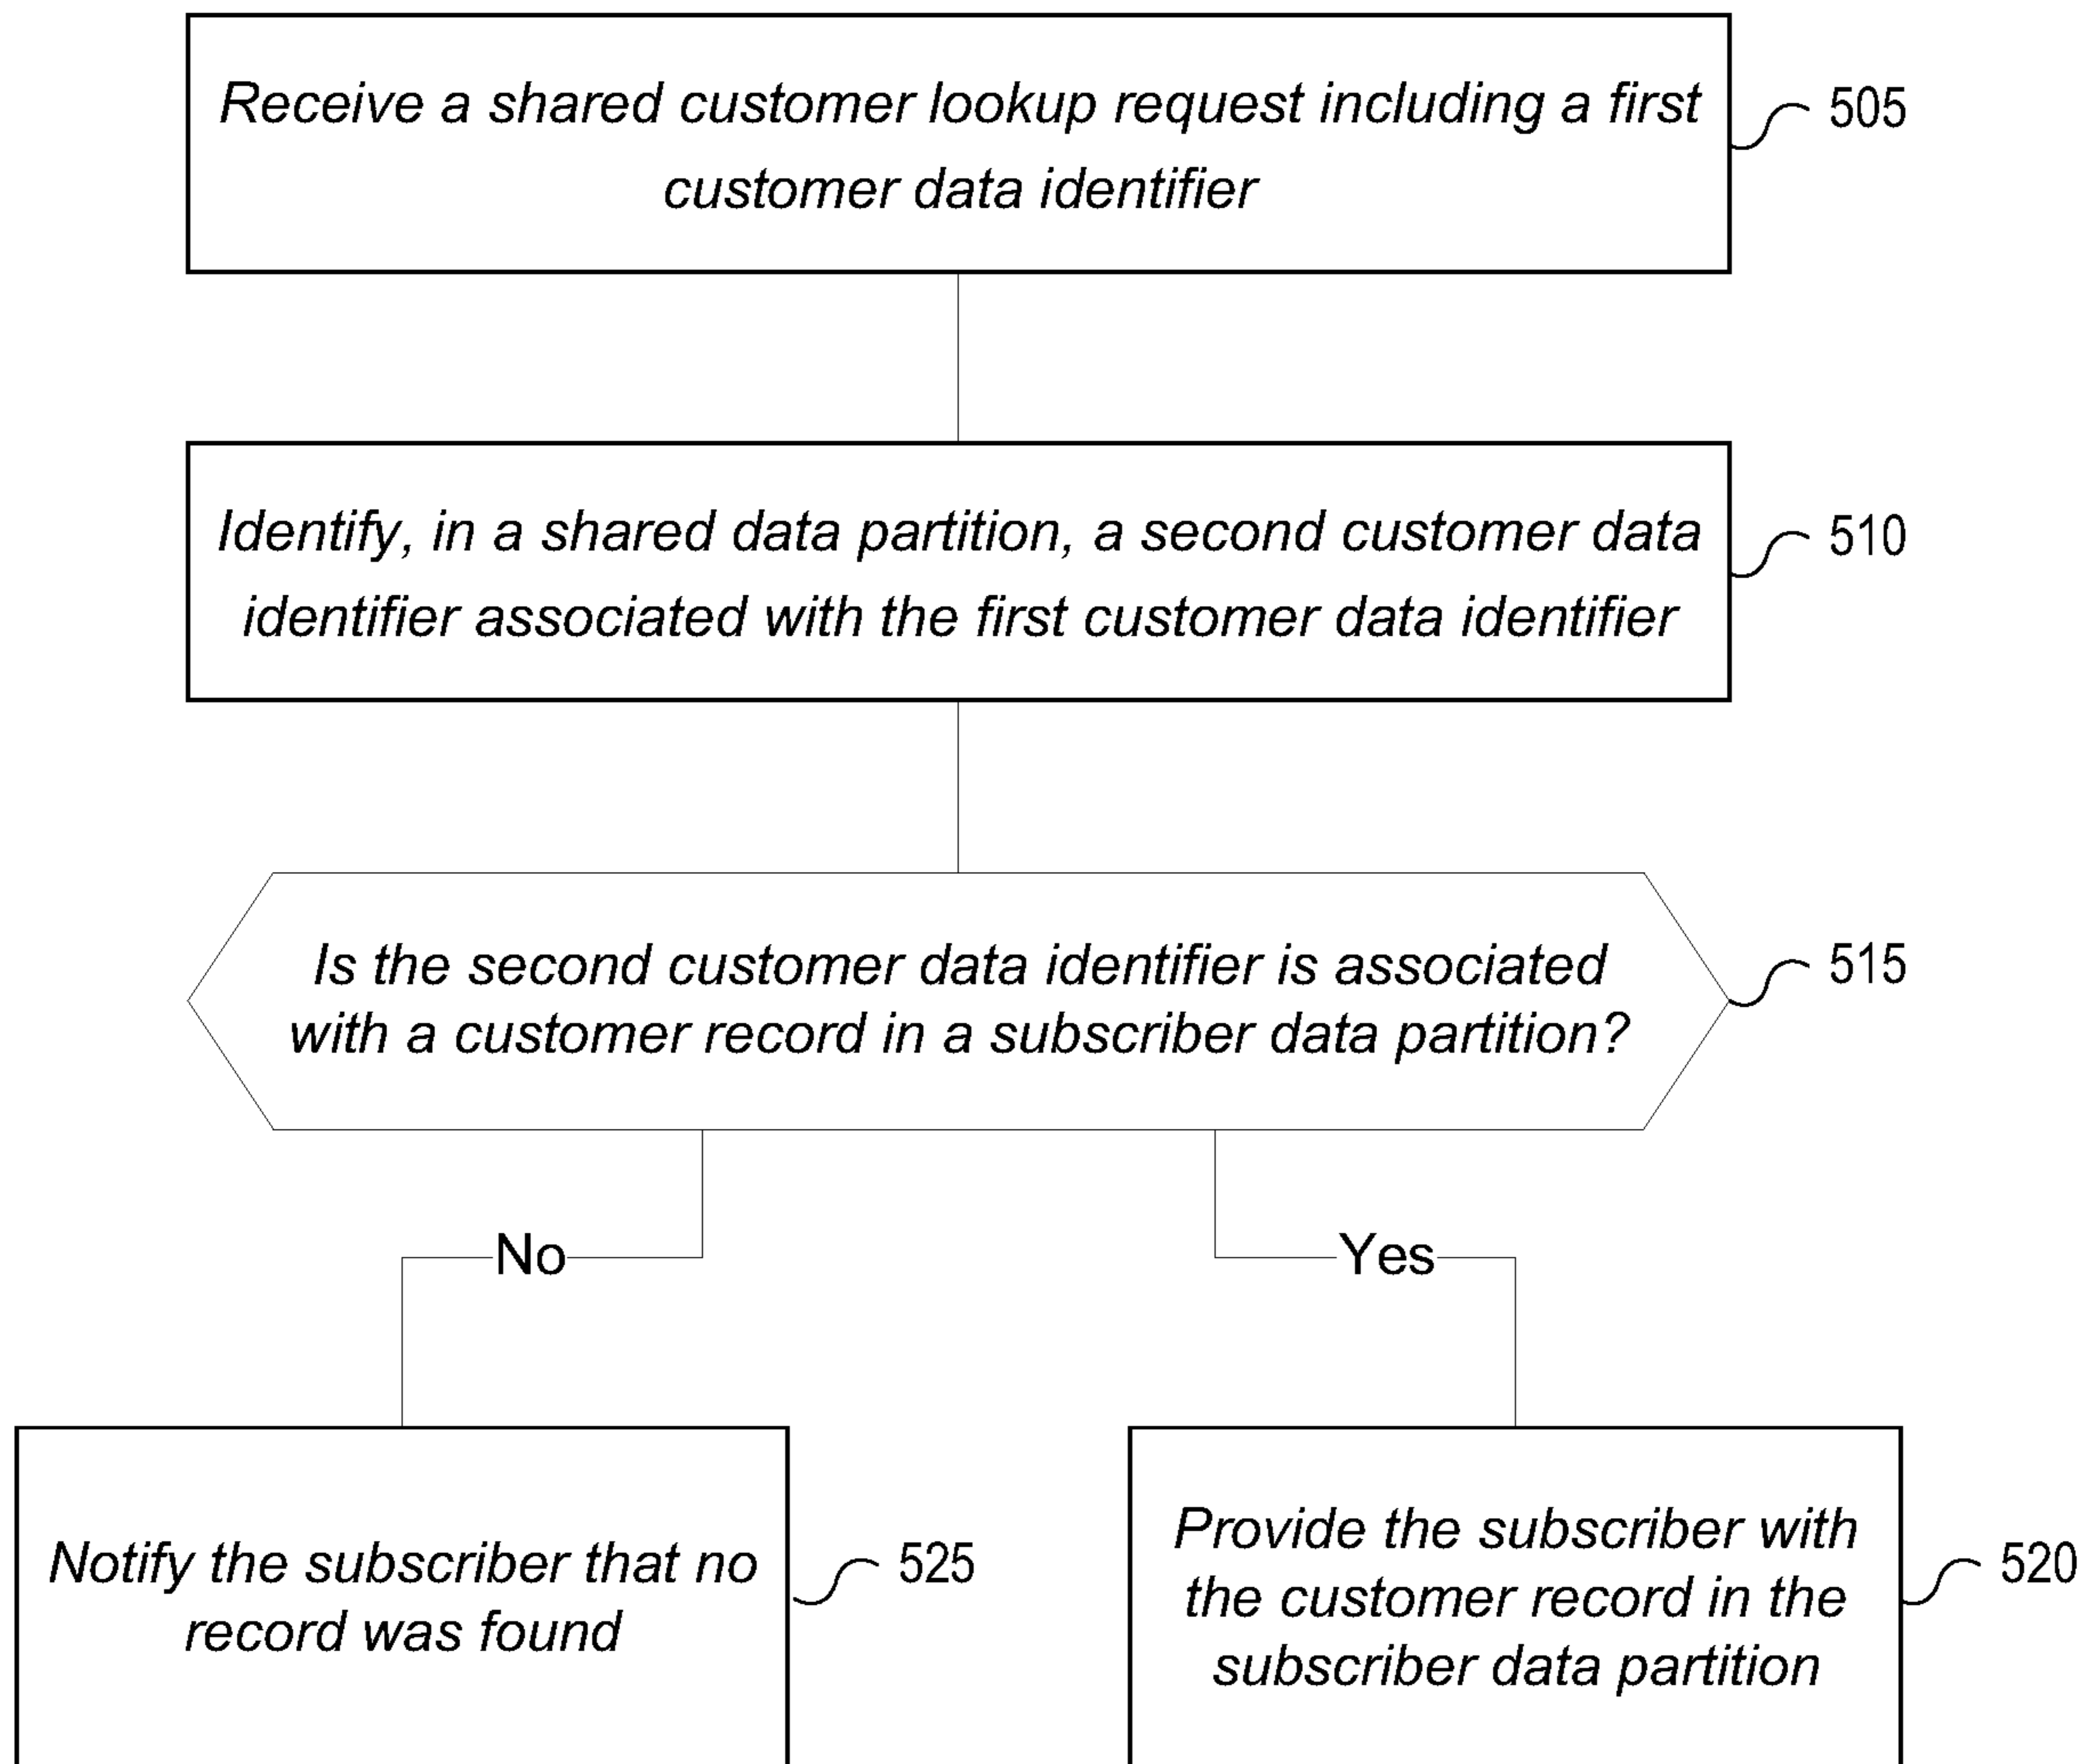 Receive a shared customer lookup request including a first
customer data identifier
505
Identify, in a shared data partition, a second customer data
identifier associated with the first customer data identifier
510
Is the second customer data identifier is associated
with a customer record in a subscriber data partition?
515
No
Yes
Notify the subscriber that no
record was found
525
Provide the subscriber with
the customer record in the
subscriber data partition
520